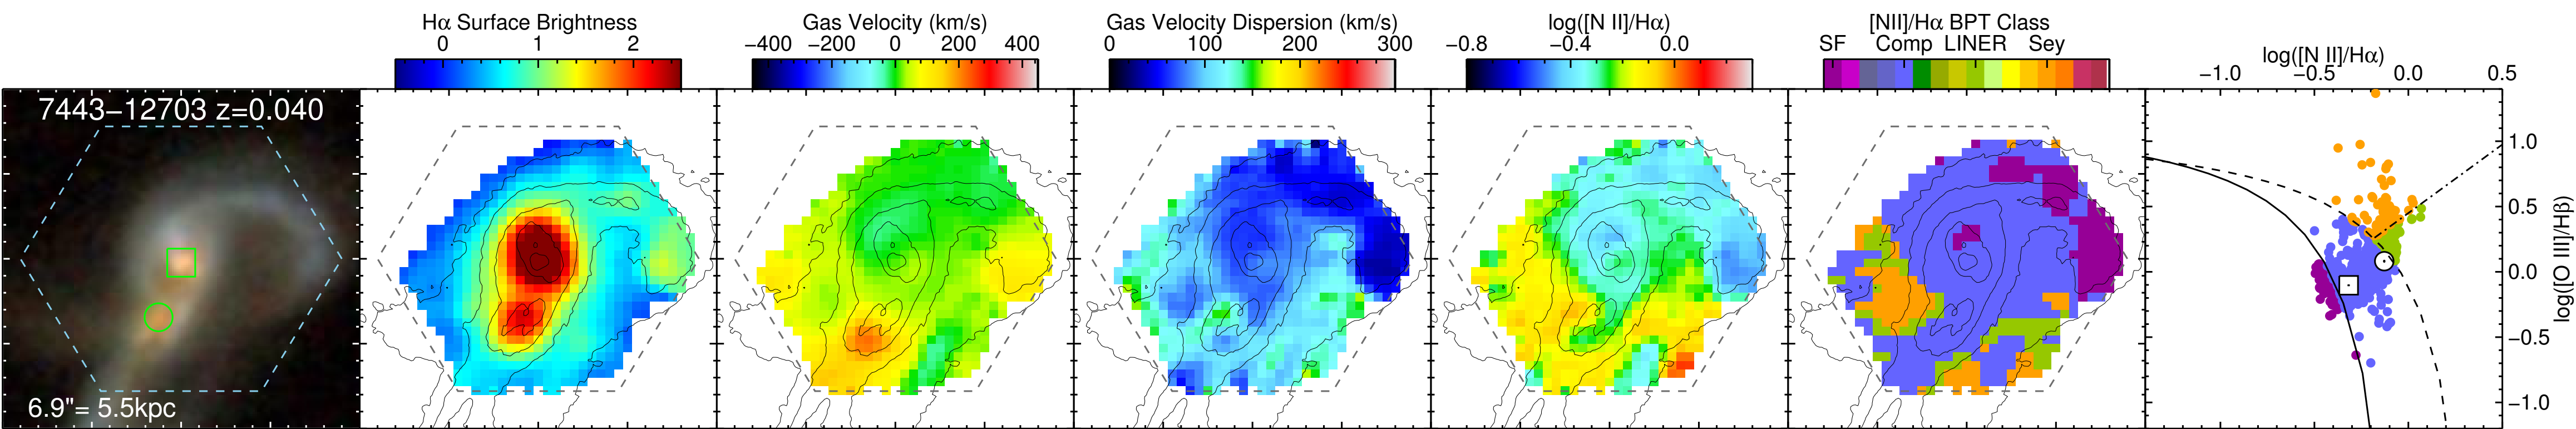 Hα Surface Brightness
0 1 2
Gas Velocity (km/s)
−400 −200 0 200 400
Gas Velocity Dispersion (km/s)
0 100 200 300
log([N II]/Hα)
−0.8 −0.4 0.0
[NII]/Hα BPT Class
SF Comp LINER Sey
log([N II]/Hα)
−1.0 −0.5 0.0 0.5
7443−12703 z=0.040
6.9"= 5.5kpc
1.0
0.5
0.0
−0.5
−1.0
log([O III]/Hβ)